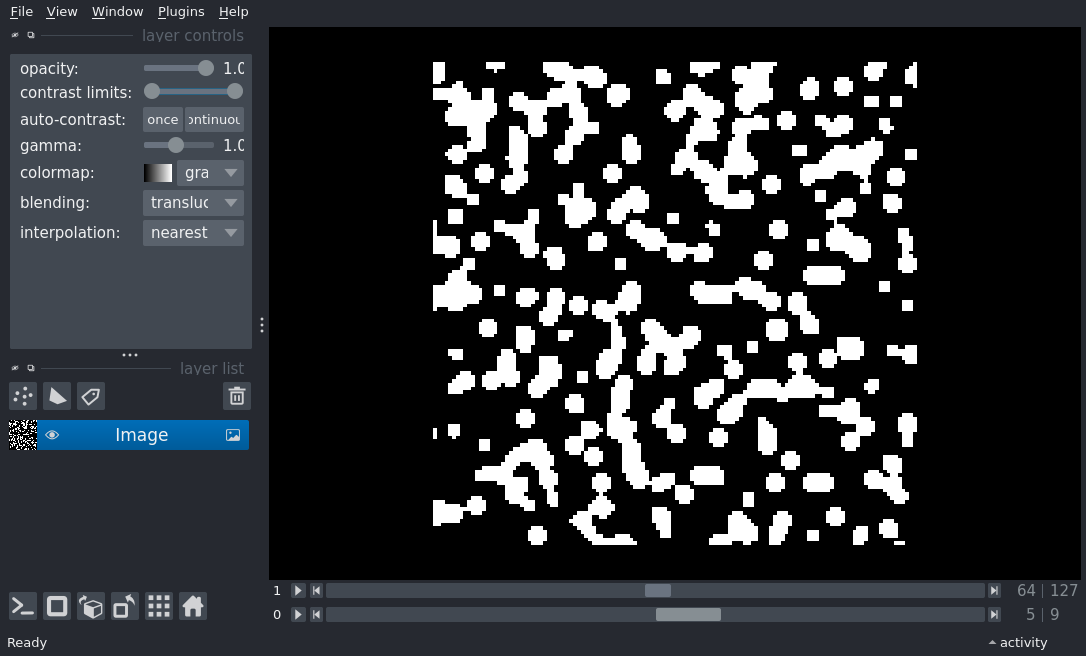 File View Window Plugins Help
layer controls
opacity: 1.0
contrast limits:
auto-contrast: once ontinuou
gamma: 1.0
colormap: gra
blending: transluc
interpolation: nearest
layer list
Image
1 64 | 127
0 5 | 9
Ready activity